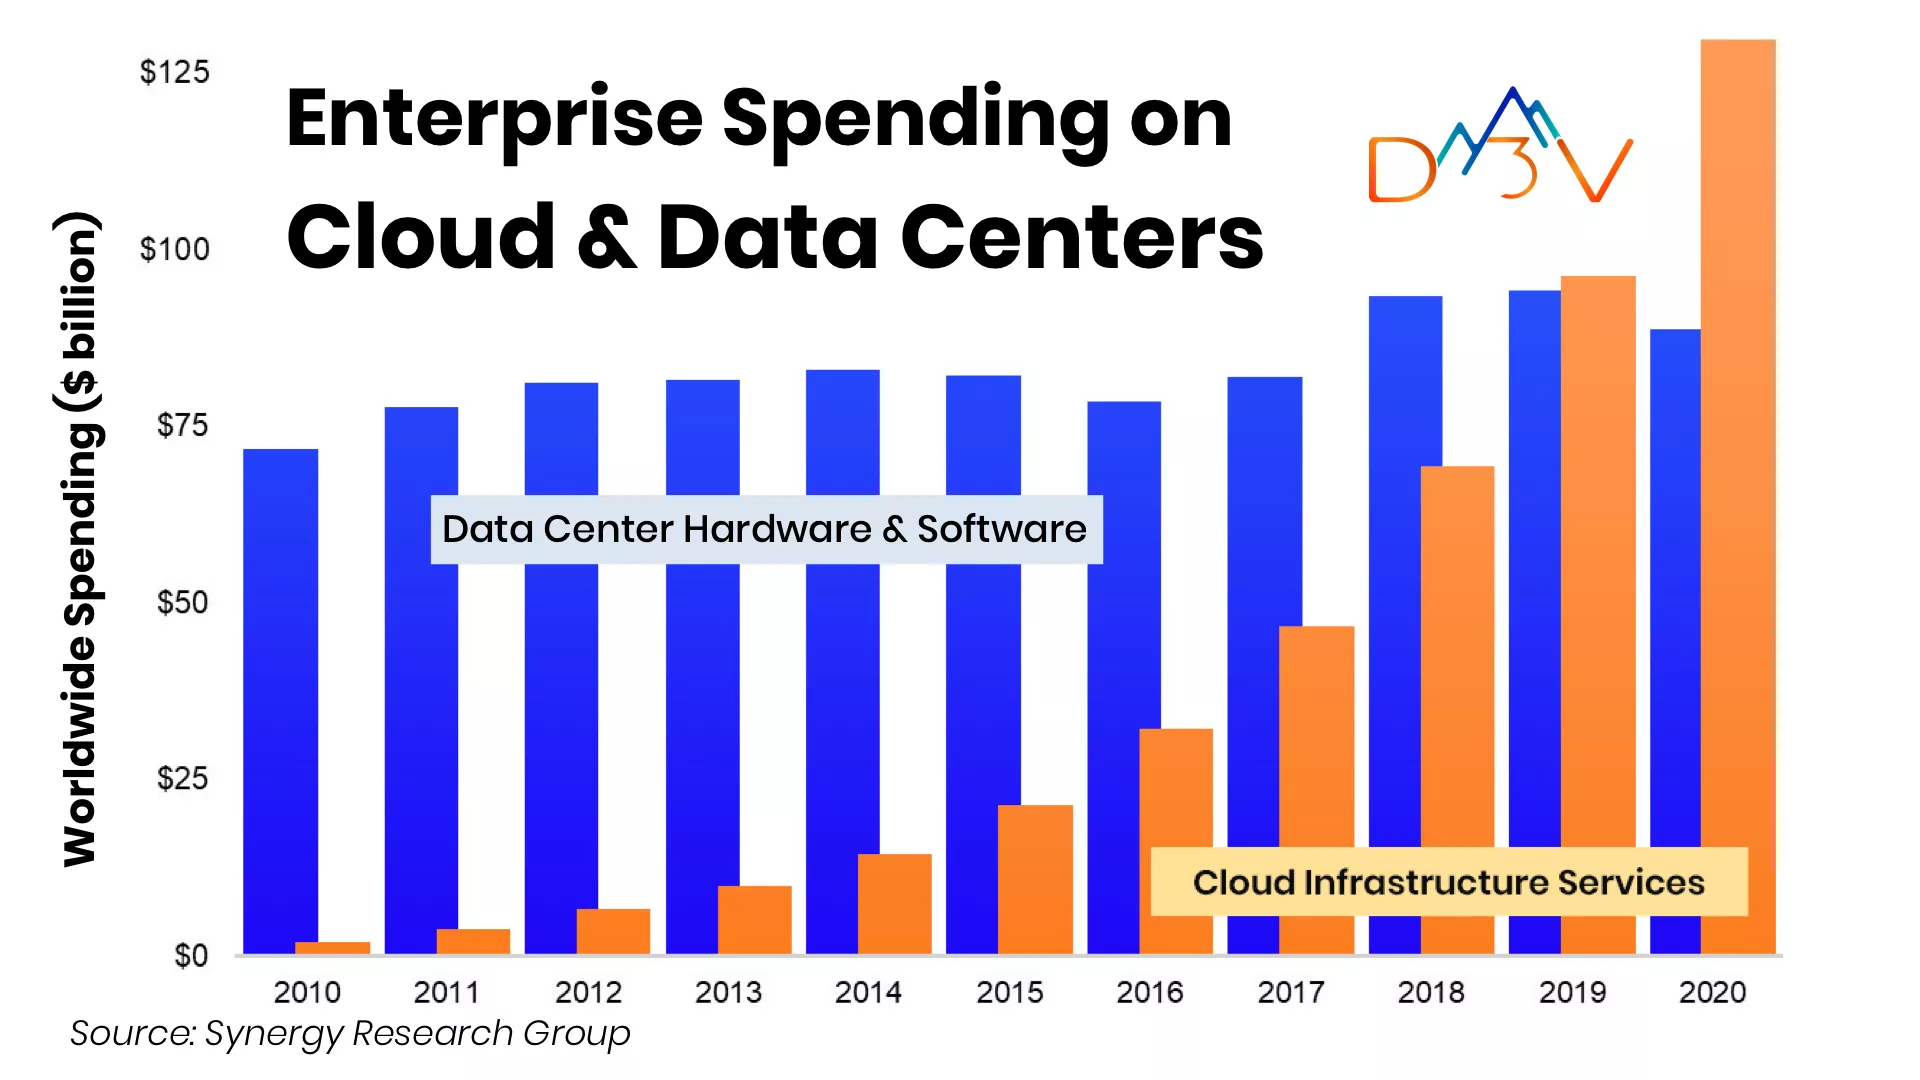 Enterprise Spending on
Cloud & Data Centers
D 3 V
Worldwide Spending ($ billion)
$125
$100
$75
$50
$25
$0
Data Center Hardware & Software
Cloud Infrastructure Services
2010 2011 2012 2013 2014 2015 2016 2017 2018 2019 2020
Source: Synergy Research Group